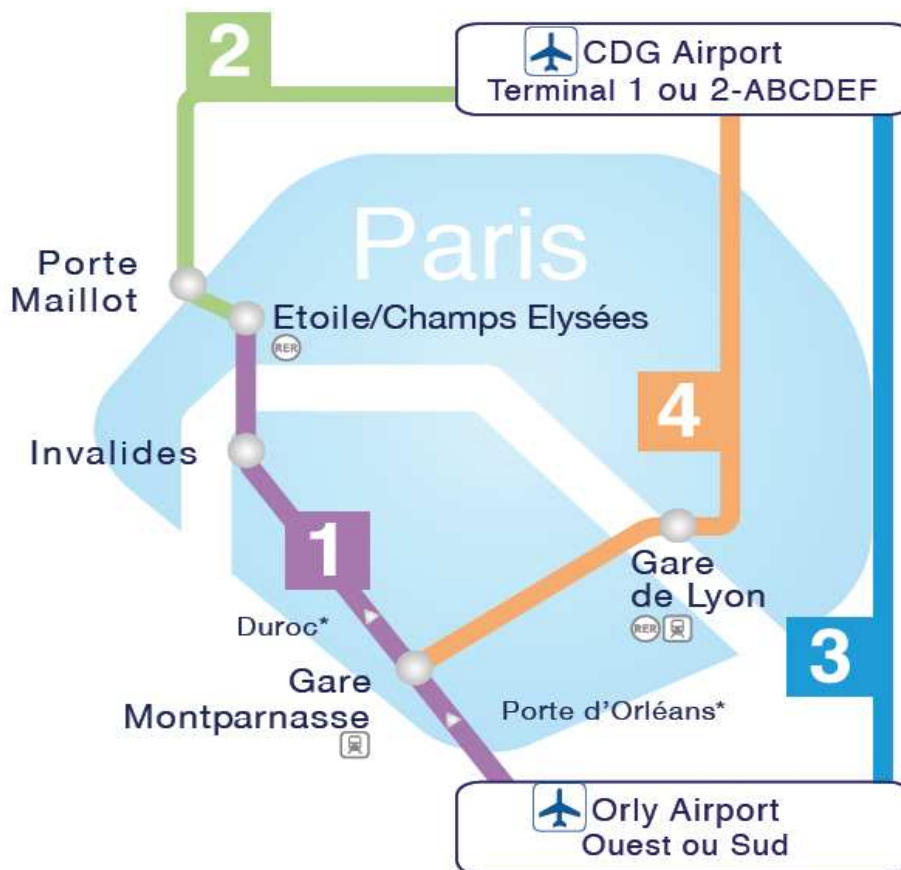 2
CDG Airport
Terminal 1 ou 2-ABCDEF
Paris
Porte
Maillot
Etoile/Champs Elysées
RER
4
Invalides
1
Gare
de Lyon
RER
Duroc*
3
Gare
Montparnasse
Porte d'Orléans*
Orly Airport
Ouest ou Sud